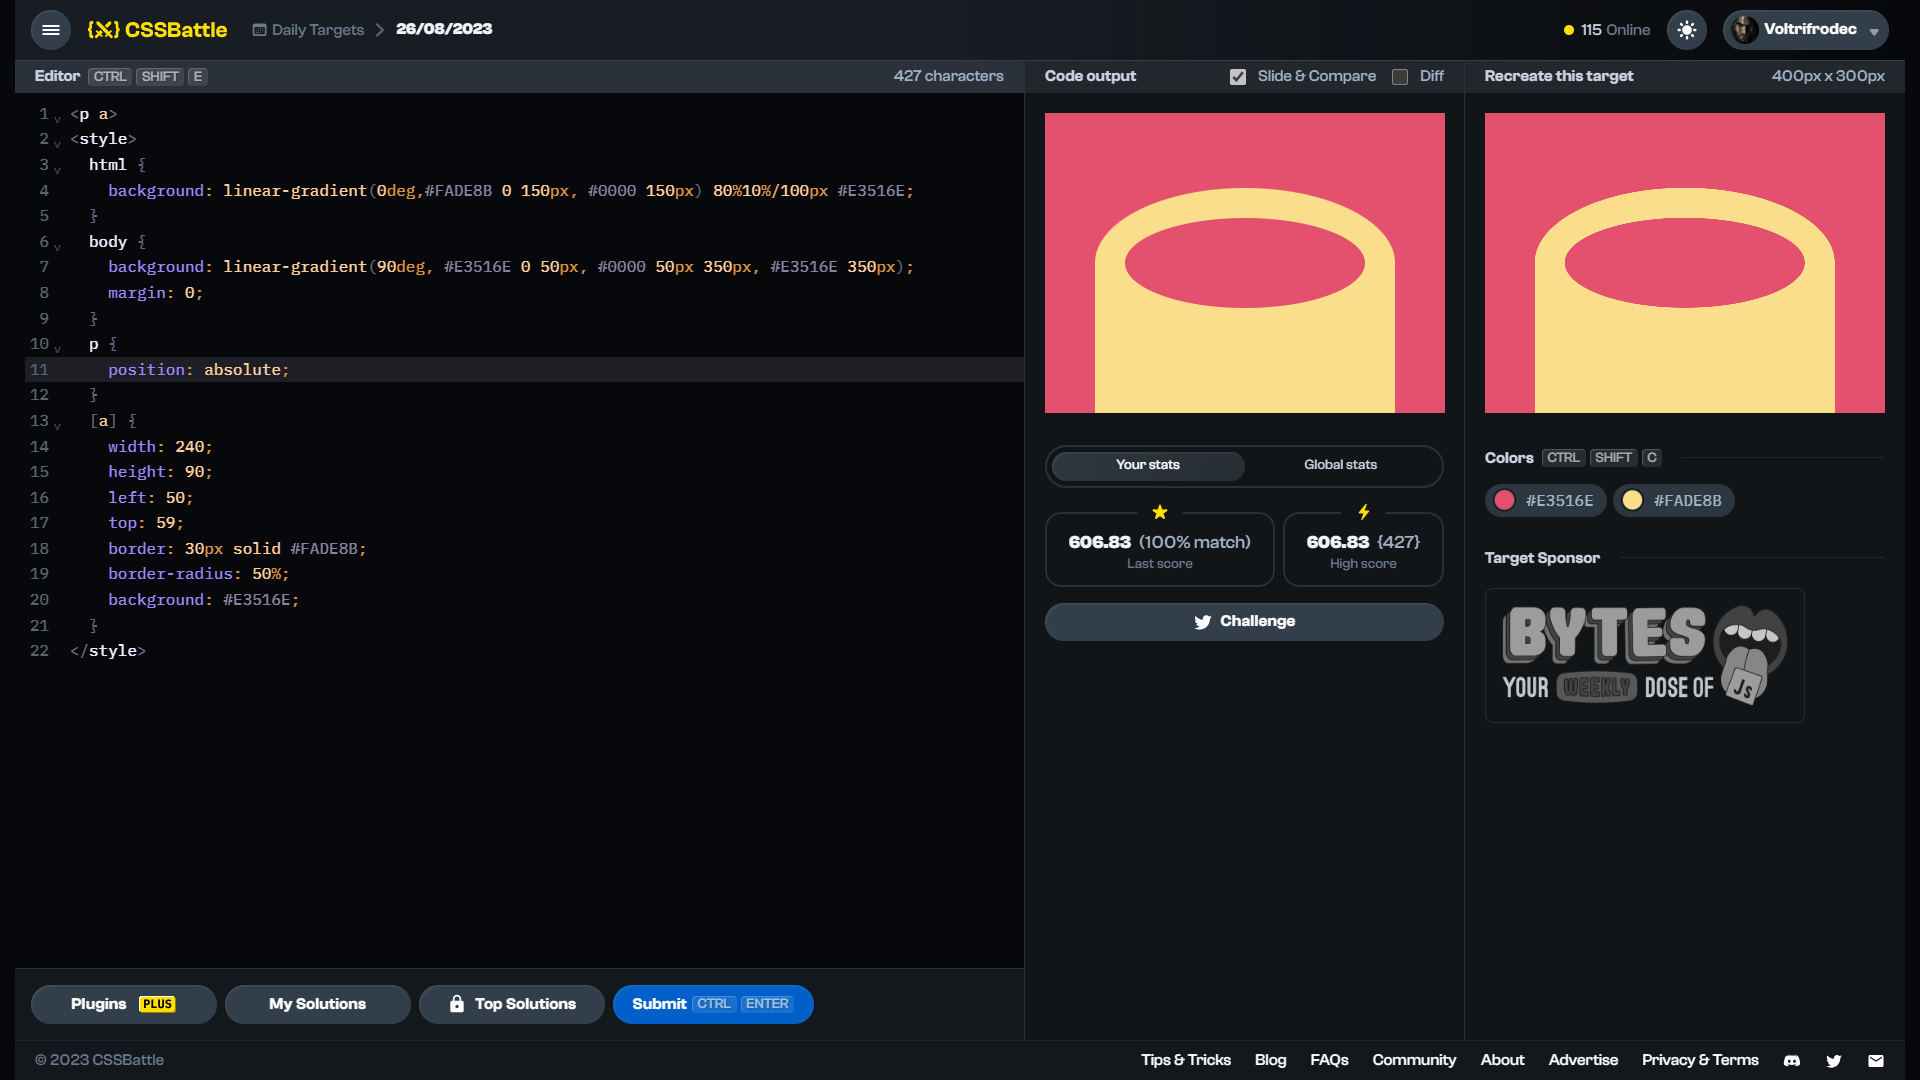 CSSBattle
Daily Targets
26/08/2023
115 Online
Voltrifrodec
Editor CTRL SHIFT E
427 characters
1 <p a>
2 <style>
3 html {
4 background: linear-gradient(0deg,#FADE8B 0 150px, #0000 150px) 80%10%/100px #E3516E;
5 }
6 body {
7 background: linear-gradient(90deg, #E3516E 0 50px, #0000 50px 350px, #E3516E 350px);
8 margin: 0;
9 }
10 p {
11 position: absolute;
12 }
13 [a] {
14 width: 240;
15 height: 90;
16 left: 50;
17 top: 59;
18 border: 30px solid #FADE8B;
19 border-radius: 50%;
20 background: #E3516E;
21 }
22 </style>
Plugins PLUS
My Solutions
Top Solutions
Submit CTRL ENTER
Code output
Slide & Compare
Diff
Your stats
Global stats
606.83 (100% match)
Last score
606.83 {427}
High score
Challenge
Recreate this target
400px x 300px
Colors CTRL SHIFT C
#E3516E
#FADE8B
Target Sponsor
BYTES
YOUR WEEKLY DOSE OF JS
© 2023 CSSBattle
Tips & Tricks
Blog
FAQs
Community
About
Advertise
Privacy & Terms